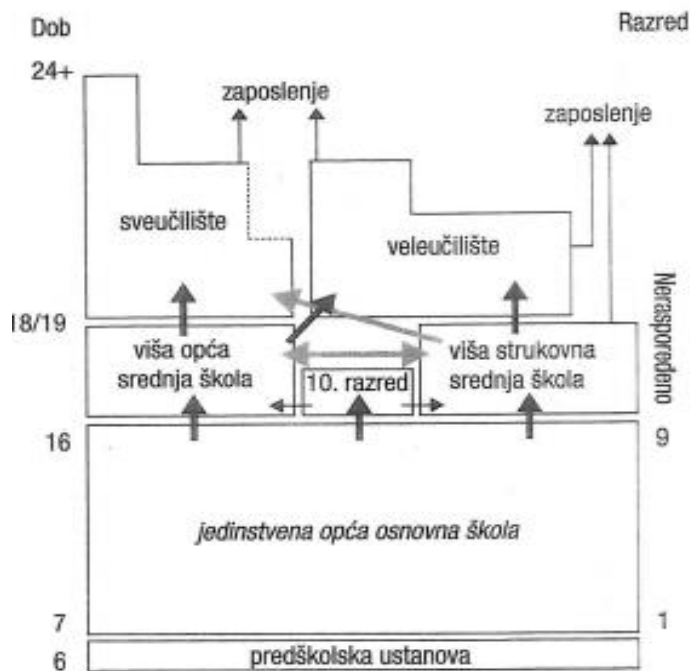 Dob
Razred
24+
zaposlenje
zaposlenje
sveučilište
veleučilište
18/19
Neraspoređeno
viša opća
srednja škola
10. razred
viša strukovna
srednja škola
16
9
jedinstvena opća osnovna škola
7
1
6
predškolska ustanova